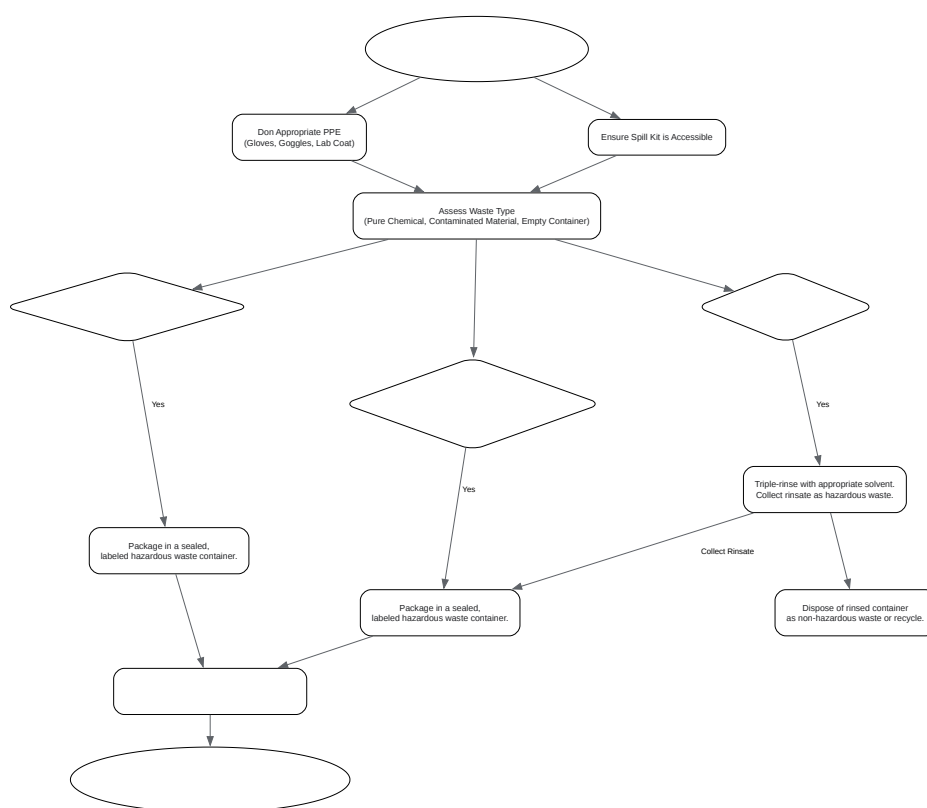 Don Appropriate PPE
(Gloves, Goggles, Lab Coat)
Ensure Spill Kit is Accessible
Assess Waste Type
(Pure Chemical, Contaminated Material, Empty Container)
Yes
Yes
Yes
Triple-rinse with appropriate solvent.
Collect rinsate as hazardous waste.
Package in a sealed,
labeled hazardous waste container.
Collect Rinsate
Package in a sealed,
labeled hazardous waste container.
Dispose of rinsed container
as non-hazardous waste or recycle.